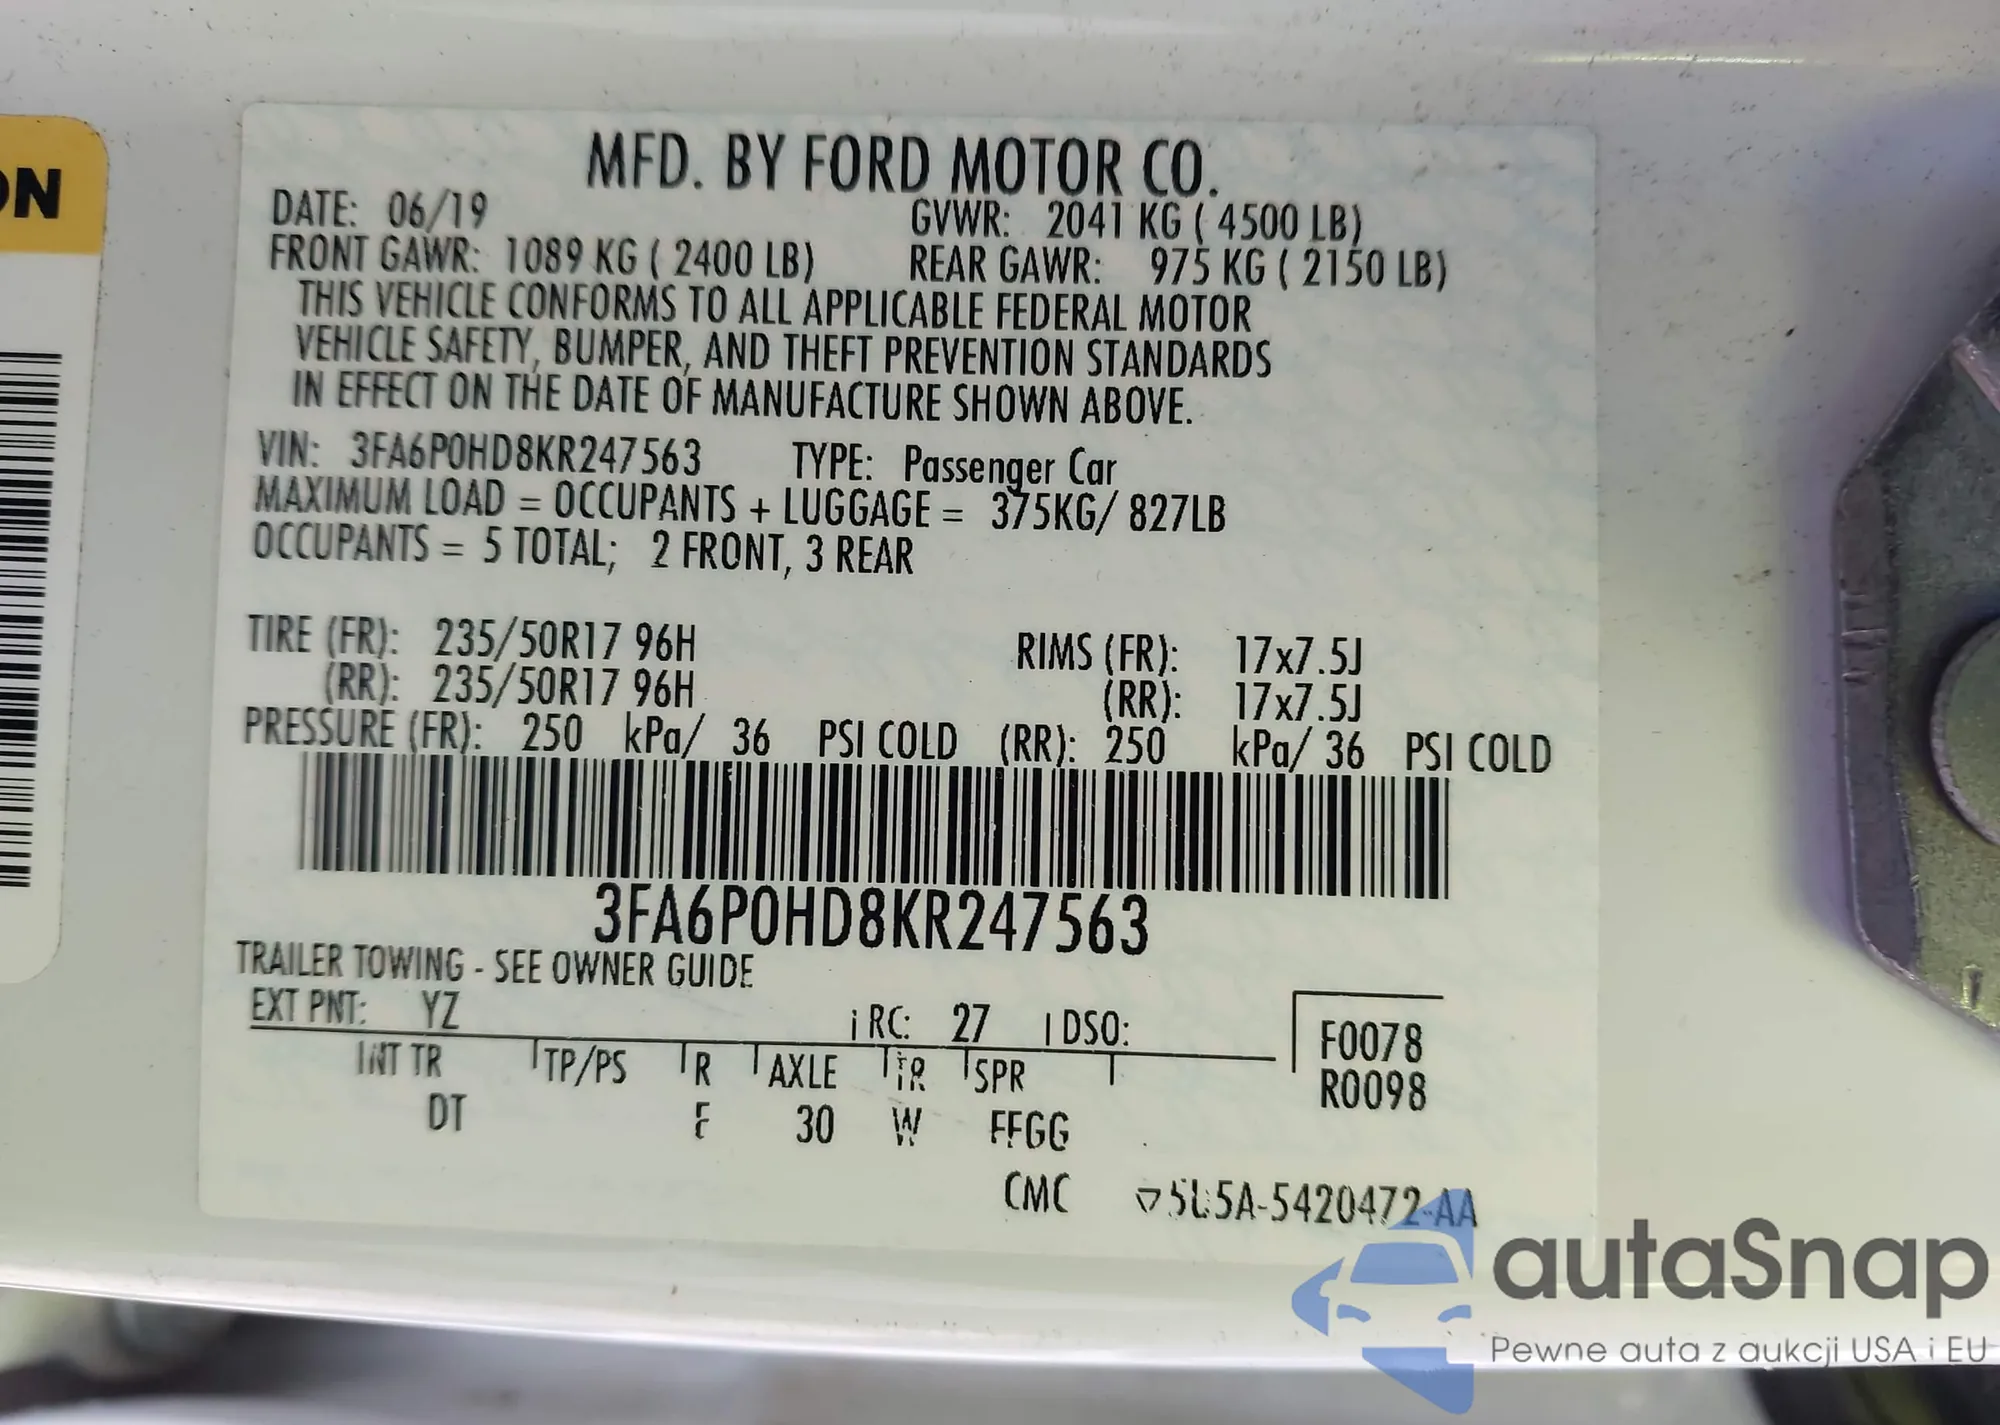 ON
MFD. BY FORD MOTOR CO.
DATE: 06/19 GVWR: 2041 KG ( 4500 LB)
FRONT GAWR: 1089 KG ( 2400 LB) REAR GAWR: 975 KG ( 2150 LB)
THIS VEHICLE CONFORMS TO ALL APPLICABLE FEDERAL MOTOR
VEHICLE SAFETY, BUMPER, AND THEFT PREVENTION STANDARDS
IN EFFECT ON THE DATE OF MANUFACTURE SHOWN ABOVE.
VIN: 3FA6P0HD8KR247563 TYPE: Passenger Car
MAXIMUM LOAD = OCCUPANTS + LUGGAGE = 375KG/ 827LB
OCCUPANTS = 5 TOTAL; 2 FRONT, 3 REAR
TIRE (FR): 235/50R17 96H RIMS (FR): 17x7.5J
(RR): 235/50R17 96H (RR): 17x7.5J
PRESSURE (FR): 250 kPa/ 36 PSI COLD (RR): 250 kPa/ 36 PSI COLD
3FA6P0HD8KR247563
TRAILER TOWING - SEE OWNER GUIDE
EXT PNT: YZ RC: 27 DSO: F0078
INT TR TP/PS R AXLE TR SPR R0098
DT E 30 W FFGG
CMC 5U5A-5420472-AA
autaSnap
Pewne auta z aukcji USA i EU